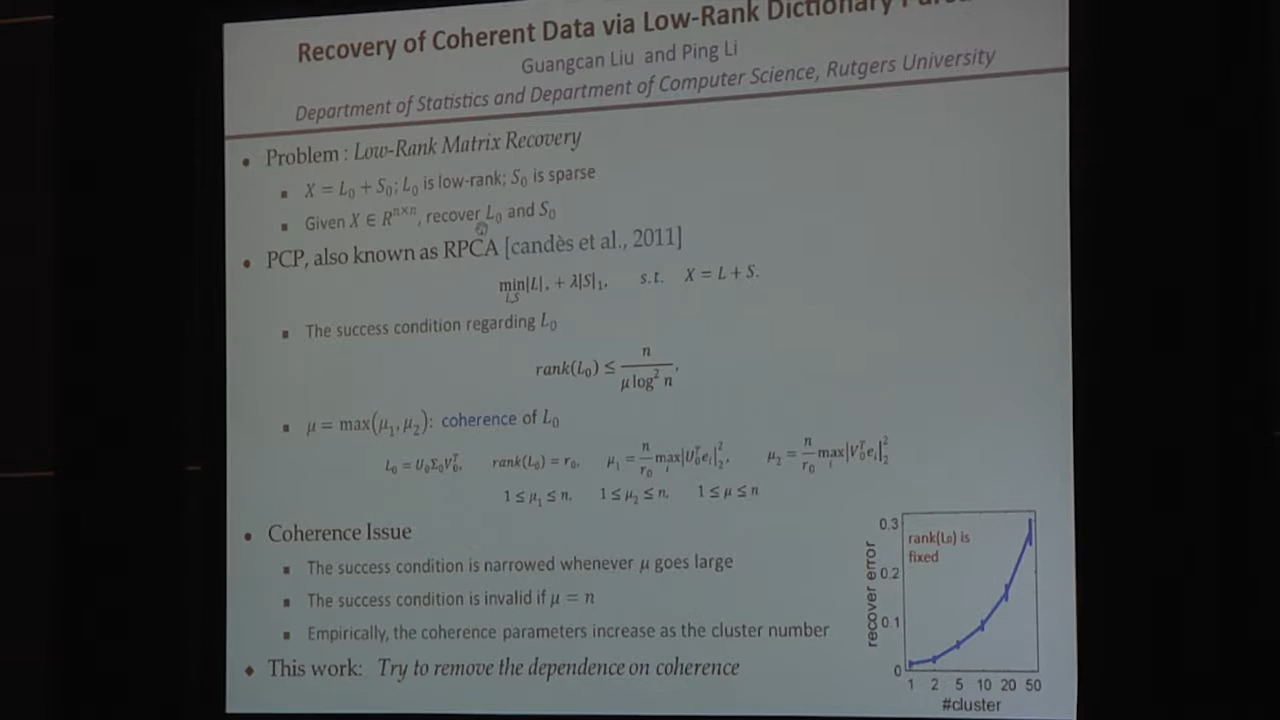 Recovery of Coherent Data via Low-Rank Dictionary
Guangcan Liu and Ping Li
Department of Statistics and Department of Computer Science, Rutgers University
• Problem : Low-Rank Matrix Recovery
▪ X = L₀ + S₀; L₀ is low-rank; S₀ is sparse
▪ Given X ∈ Rⁿˣⁿ, recover L₀ and S₀
• PCP, also known as RPCA [candès et al., 2011]
min_{L,S} |L|_* + λ|S|₁, s.t. X = L + S.
▪ The success condition regarding L₀
rank(L₀) ≤ n / (μ log² n),
▪ μ = max(μ₁, μ₂): coherence of L₀
L₀ = U₀Σ₀V₀ᵀ, rank(L₀) = r₀, μ₁ = n/r₀ max_i |U₀ᵀe_i|₂², μ₂ = n/r₀ max_i |V₀ᵀe_i|₂²
1 ≤ μ₁ ≤ n, 1 ≤ μ₂ ≤ n, 1 ≤ μ ≤ n
• Coherence Issue
▪ The success condition is narrowed whenever μ goes large
▪ The success condition is invalid if μ = n
▪ Empirically, the coherence parameters increase as the cluster number
◆ This work: Try to remove the dependence on coherence
recover error
0.3
0.2
0.1
0
rank(L₀) is
fixed
1 2 5 10 20 50
#cluster